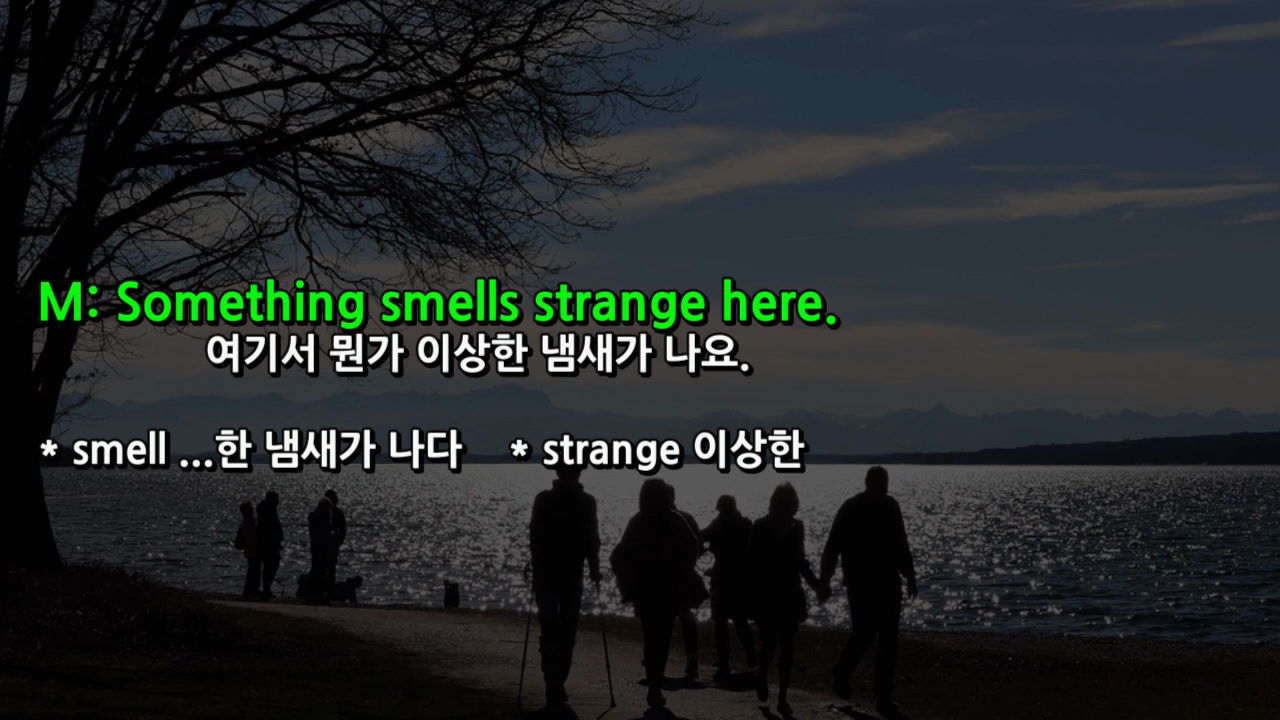 M: Something smells strange here.
여기서 뭔가 이상한 냄새가 나요.
* smell ...한 냄새가 나다 * strange 이상한